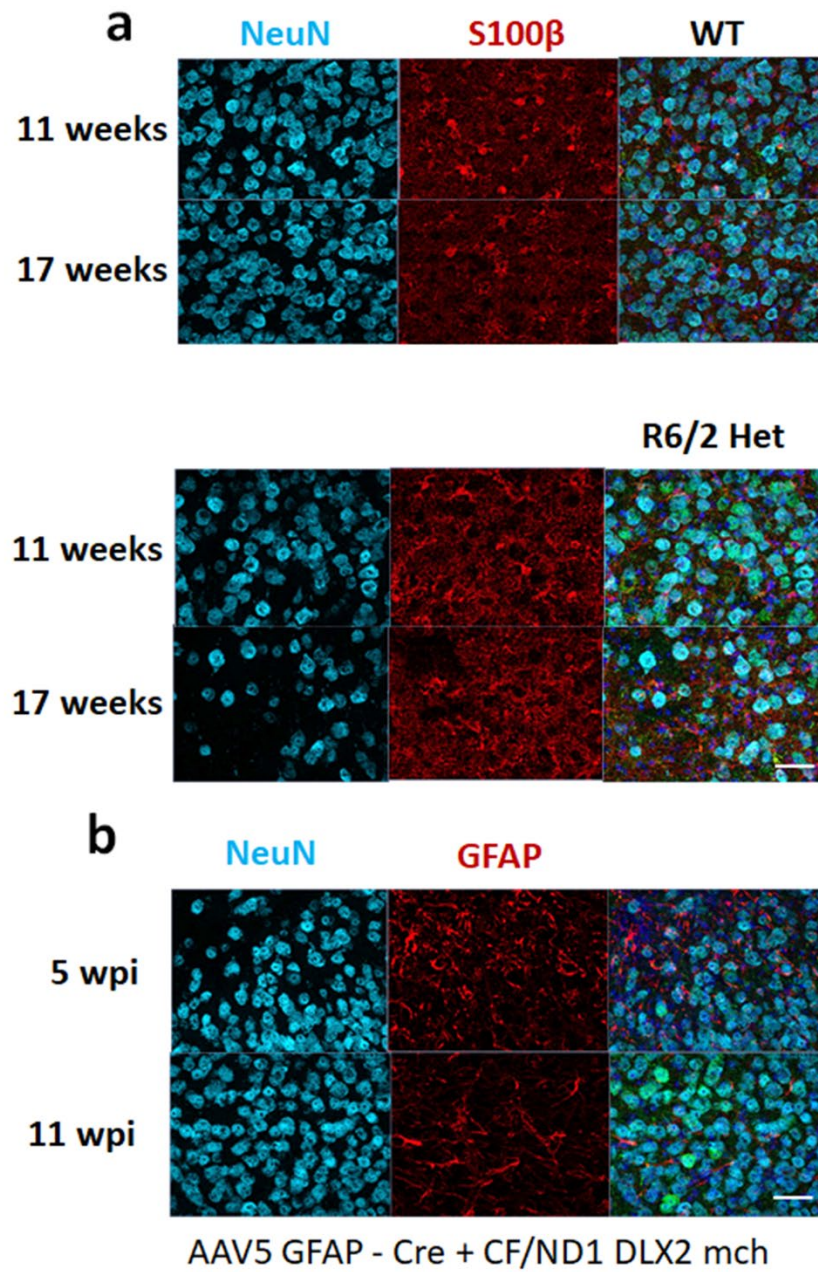 a
NeuN S100β WT
11 weeks
17 weeks
R6/2 Het
11 weeks
17 weeks
b
NeuN GFAP
5 wpi
11 wpi
AAV5 GFAP - Cre + CF/ND1 DLX2 mch